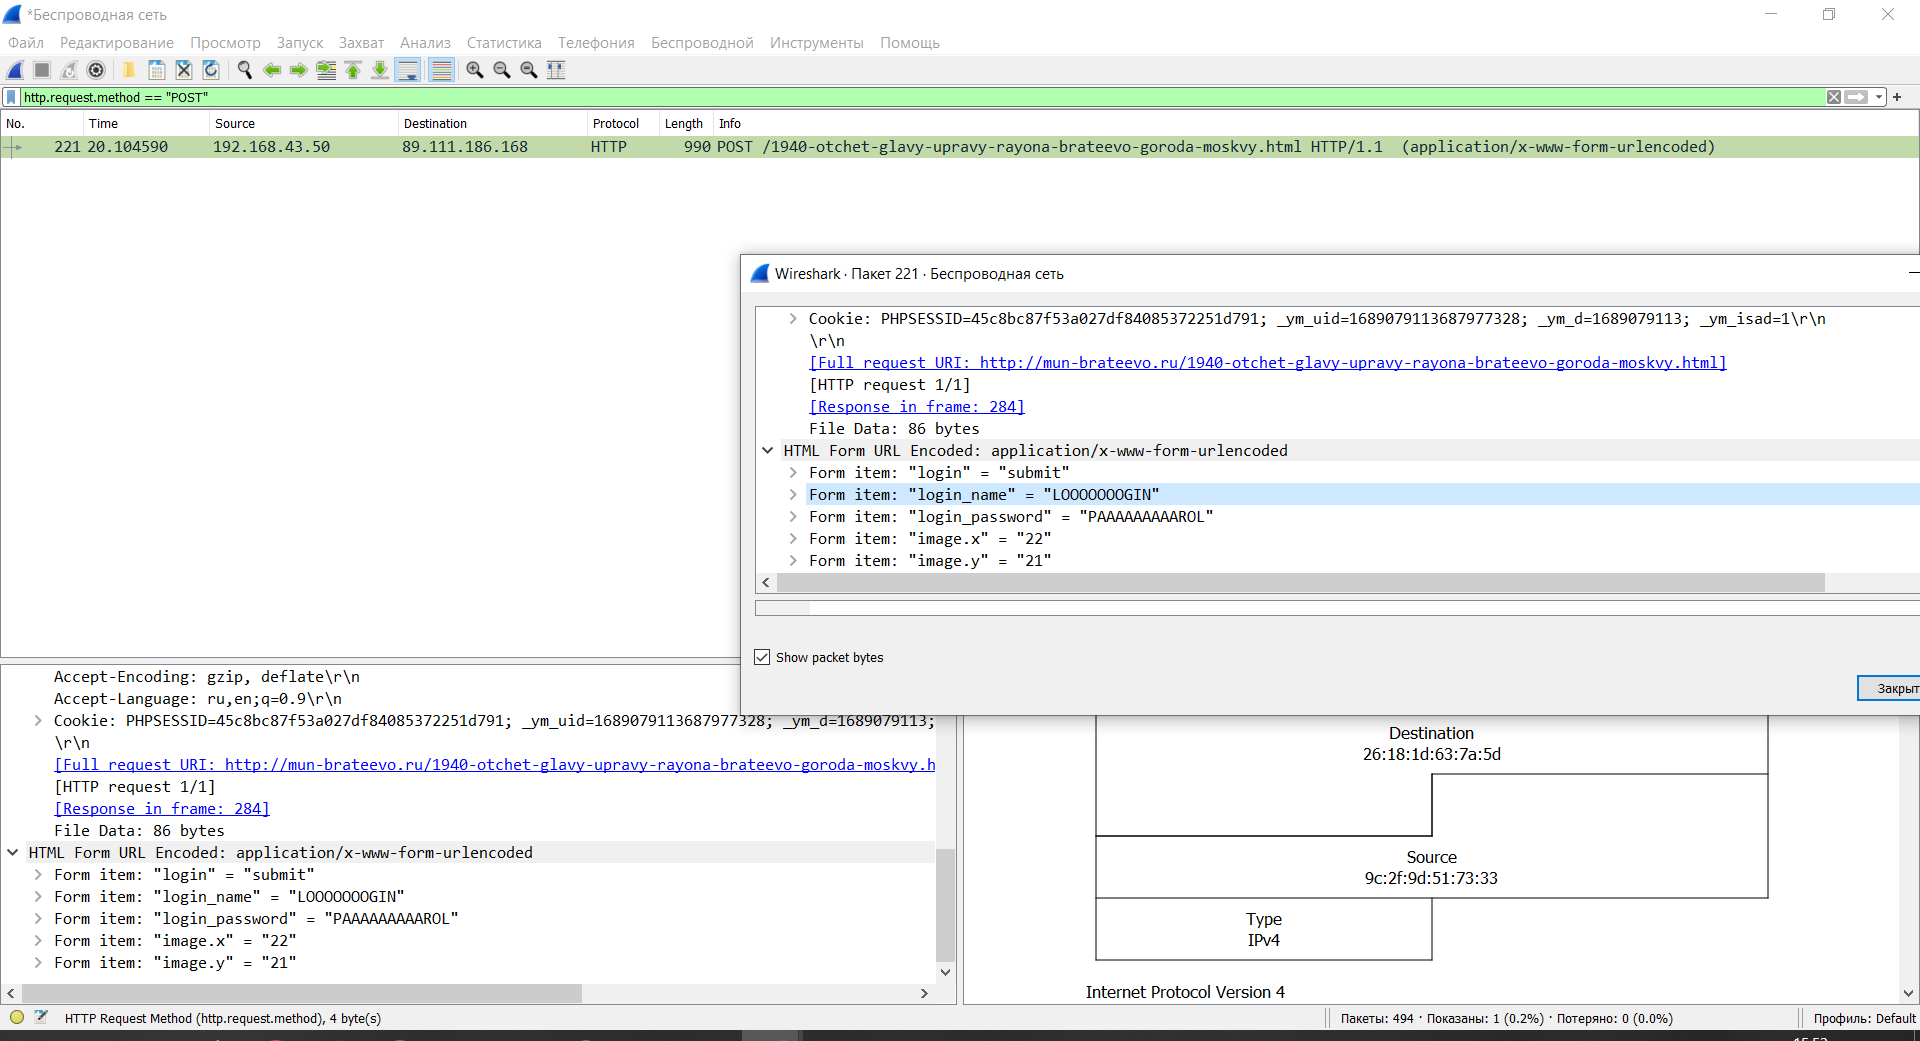 *Беспроводная сеть
Файл Редактирование Просмотр Запуск Захват Анализ Статистика Телефония Беспроводной Инструменты Помощь
http.request.method == "POST"
No. Time Source Destination Protocol Length Info
221 20.104590 192.168.43.50 89.111.186.168 HTTP 990 POST /1940-otchet-glavy-upravy-rayona-brateevo-goroda-moskvy.html HTTP/1.1 (application/x-www-form-urlencoded)
Wireshark · Пакет 221 · Беспроводная сеть
Cookie: PHPSESSID=45c8bc87f53a027df84085372251d791; _ym_uid=1689079113687977328; _ym_d=1689079113; _ym_isad=1\r\n
\r\n
[Full request URI: http://mun-brateevo.ru/1940-otchet-glavy-upravy-rayona-brateevo-goroda-moskvy.html]
[HTTP request 1/1]
[Response in frame: 284]
File Data: 86 bytes
HTML Form URL Encoded: application/x-www-form-urlencoded
Form item: "login" = "submit"
Form item: "login_name" = "LOOOOOOOGIN"
Form item: "login_password" = "PAAAAAAAAAROL"
Form item: "image.x" = "22"
Form item: "image.y" = "21"
Show packet bytes
Закрыт
Accept-Encoding: gzip, deflate\r\n
Accept-Language: ru,en;q=0.9\r\n
Cookie: PHPSESSID=45c8bc87f53a027df84085372251d791; _ym_uid=1689079113687977328; _ym_d=1689079113;
\r\n
[Full request URI: http://mun-brateevo.ru/1940-otchet-glavy-upravy-rayona-brateevo-goroda-moskvy.h
[HTTP request 1/1]
[Response in frame: 284]
File Data: 86 bytes
HTML Form URL Encoded: application/x-www-form-urlencoded
Form item: "login" = "submit"
Form item: "login_name" = "LOOOOOOOGIN"
Form item: "login_password" = "PAAAAAAAAAROL"
Form item: "image.x" = "22"
Form item: "image.y" = "21"
Destination
26:18:1d:63:7a:5d
Source
9c:2f:9d:51:73:33
Type
IPv4
Internet Protocol Version 4
HTTP Request Method (http.request.method), 4 byte(s)
Пакеты: 494 · Показаны: 1 (0.2%) · Потеряно: 0 (0.0%)
Профиль: Default